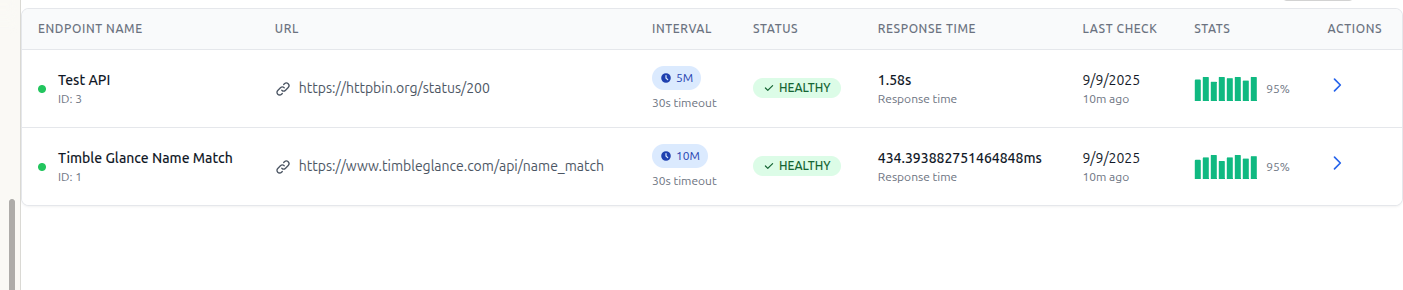 ENDPOINT NAME URL INTERVAL STATUS RESPONSE TIME LAST CHECK STATS ACTIONS
Test API
ID: 3
https://httpbin.org/status/200
5M
30s timeout
HEALTHY
1.58s
Response time
9/9/2025
10m ago
95%
Timble Glance Name Match
ID: 1
https://www.timbleglance.com/api/name_match
10M
30s timeout
HEALTHY
434.393882751464848ms
Response time
9/9/2025
10m ago
95%